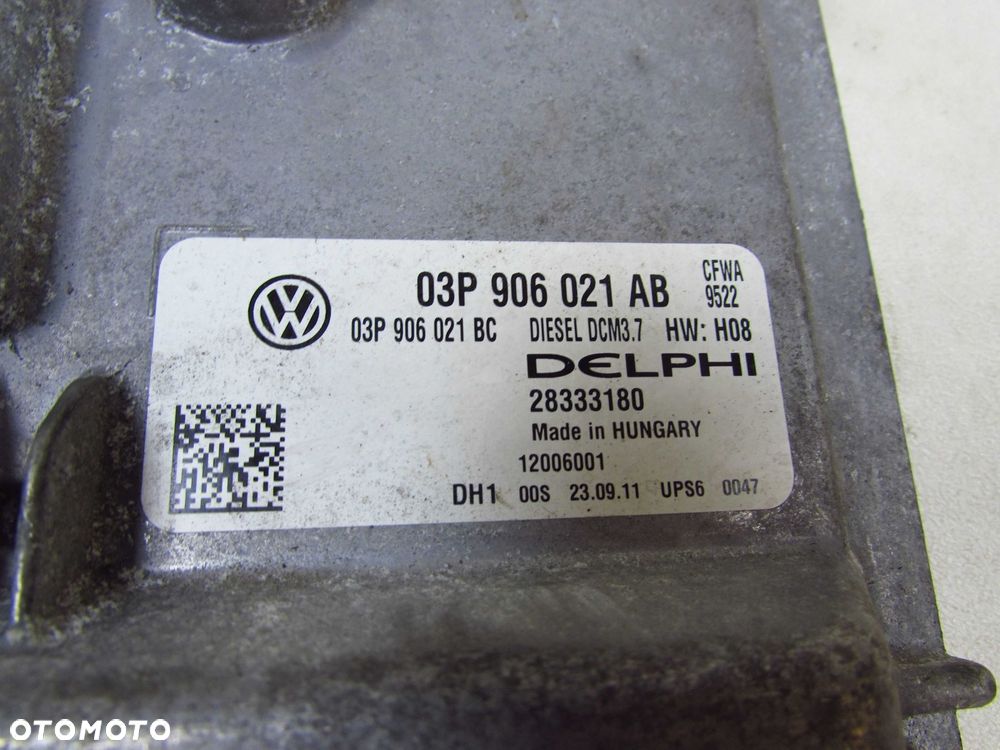 03P 906 021 AB CFWA
9522
03P 906 021 BC DIESEL DCM3.7 HW: H08
DELPHI
28333180
Made in HUNGARY
12006001
DH1 00S 23.09.11 UPS6 0047
OTOMOTO